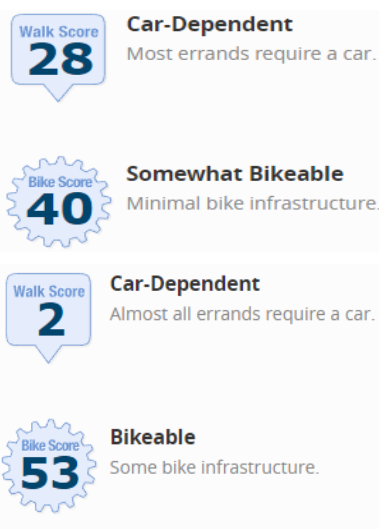 Walk Score
28
Car-Dependent
Most errands require a car.
Bike Score
40
Somewhat Bikeable
Minimal bike infrastructure.
Walk Score
2
Car-Dependent
Almost all errands require a car.
Bike Score
53
Bikeable
Some bike infrastructure.